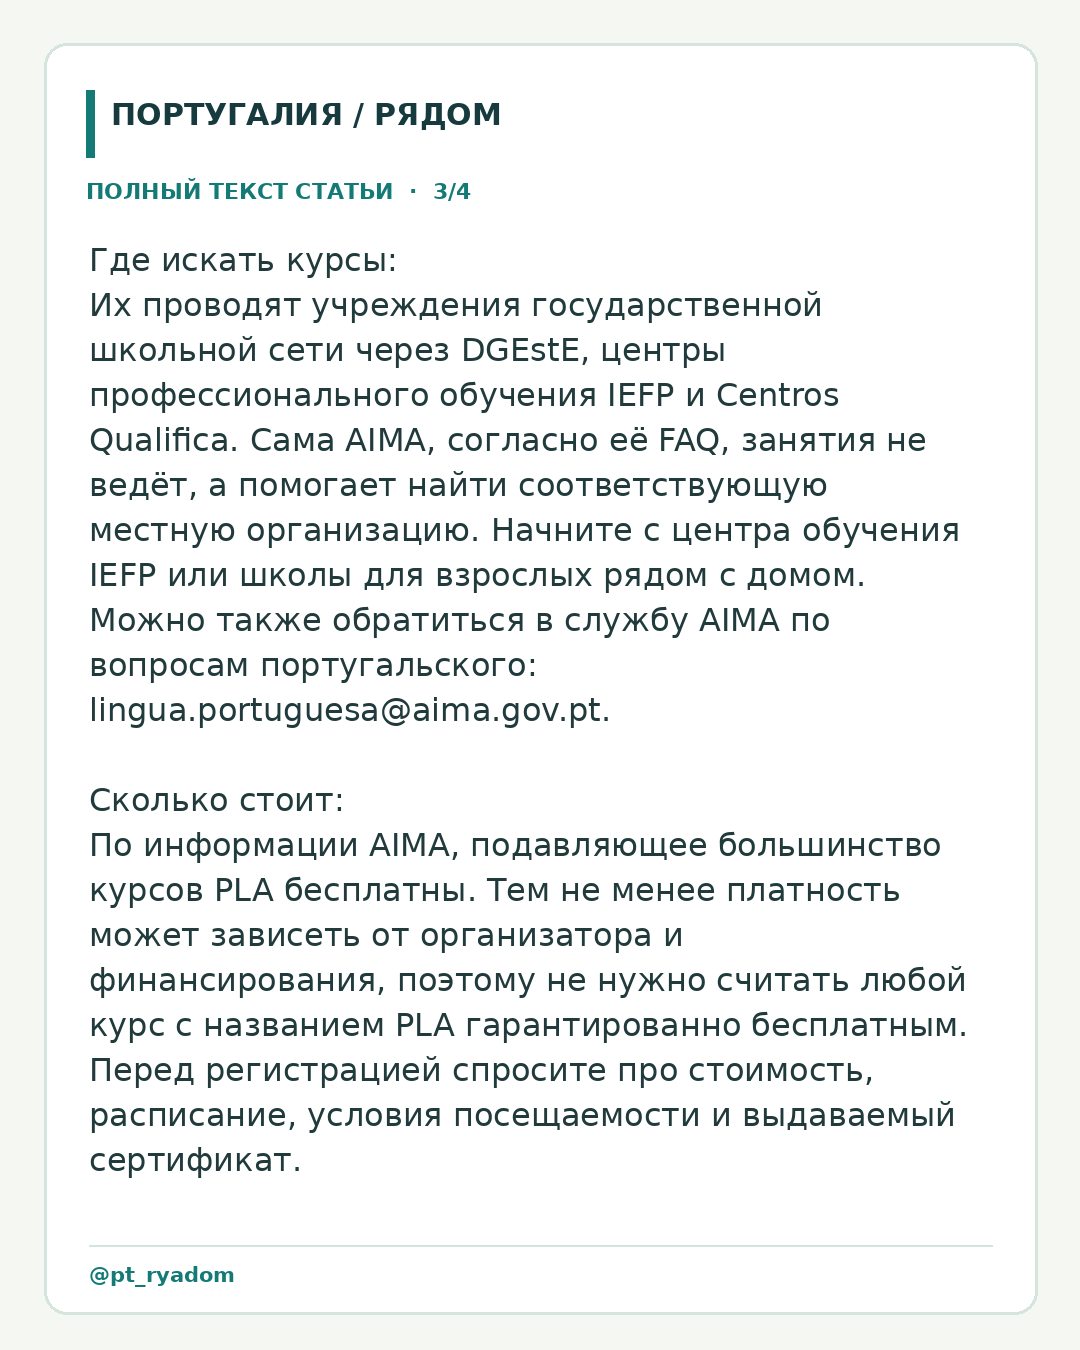 ПОРТУГАЛИЯ / РЯДОМ
ПОЛНЫЙ ТЕКСТ СТАТЬИ · 3/4
Где искать курсы:
Их проводят учреждения государственной
школьной сети через DGEstE, центры
профессионального обучения IEFP и Centros
Qualifica. Сама AIMA, согласно её FAQ, занятия не
ведёт, а помогает найти соответствующую
местную организацию. Начните с центра обучения
IEFP или школы для взрослых рядом с домом.
Можно также обратиться в службу AIMA по
вопросам португальского:
lingua.portuguesa@aima.gov.pt.
Сколько стоит:
По информации AIMA, подавляющее большинство
курсов PLA бесплатны. Тем не менее платность
может зависеть от организатора и
финансирования, поэтому не нужно считать любой
курс с названием PLA гарантированно бесплатным.
Перед регистрацией спросите про стоимость,
расписание, условия посещаемости и выдаваемый
сертификат.
@pt_ryadom